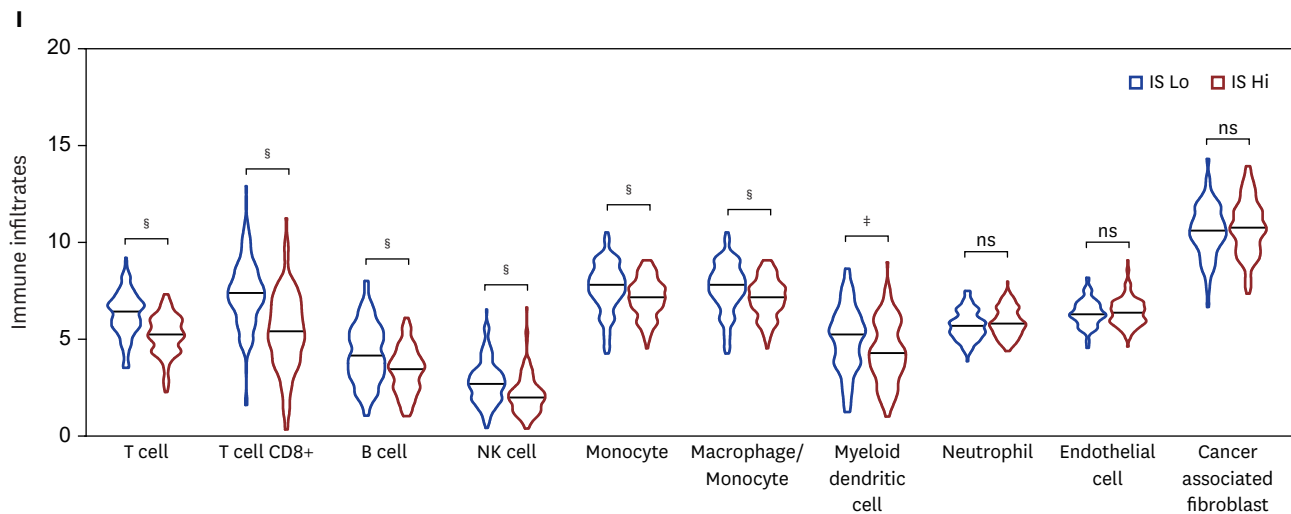 I
20
15
10
5
0
Immune infiltrates
IS Lo
IS Hi
§
§
§
§
§
§
‡
ns
ns
ns
T cell
T cell CD8+
B cell
NK cell
Monocyte
Macrophage/
Monocyte
Myeloid
dendritic
cell
Neutrophil
Endothelial
cell
Cancer
associated
fibroblast